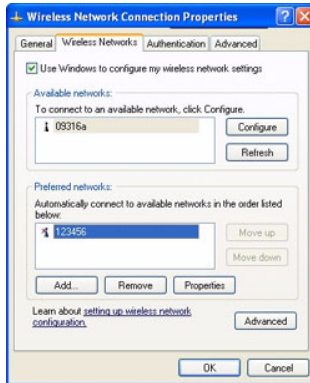 Wireless Network Connection Properties
General Wireless Networks Authentication Advanced
Use Windows to configure my wireless network settings
Available networks:
To connect to an available network, click Configure.
09316a
Configure
Refresh
Preferred networks:
Automatically connect to available networks in the order listed
below:
123456
Move up
Move down
Add... Remove Properties
Learn about setting up wireless network
configuration.
Advanced
OK Cancel